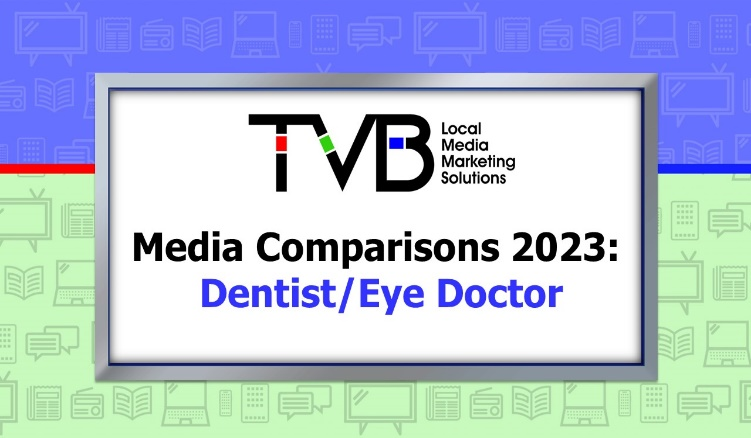 TVB
Local
Media
Marketing
Solutions
Media Comparisons 2023:
Dentist/Eye Doctor